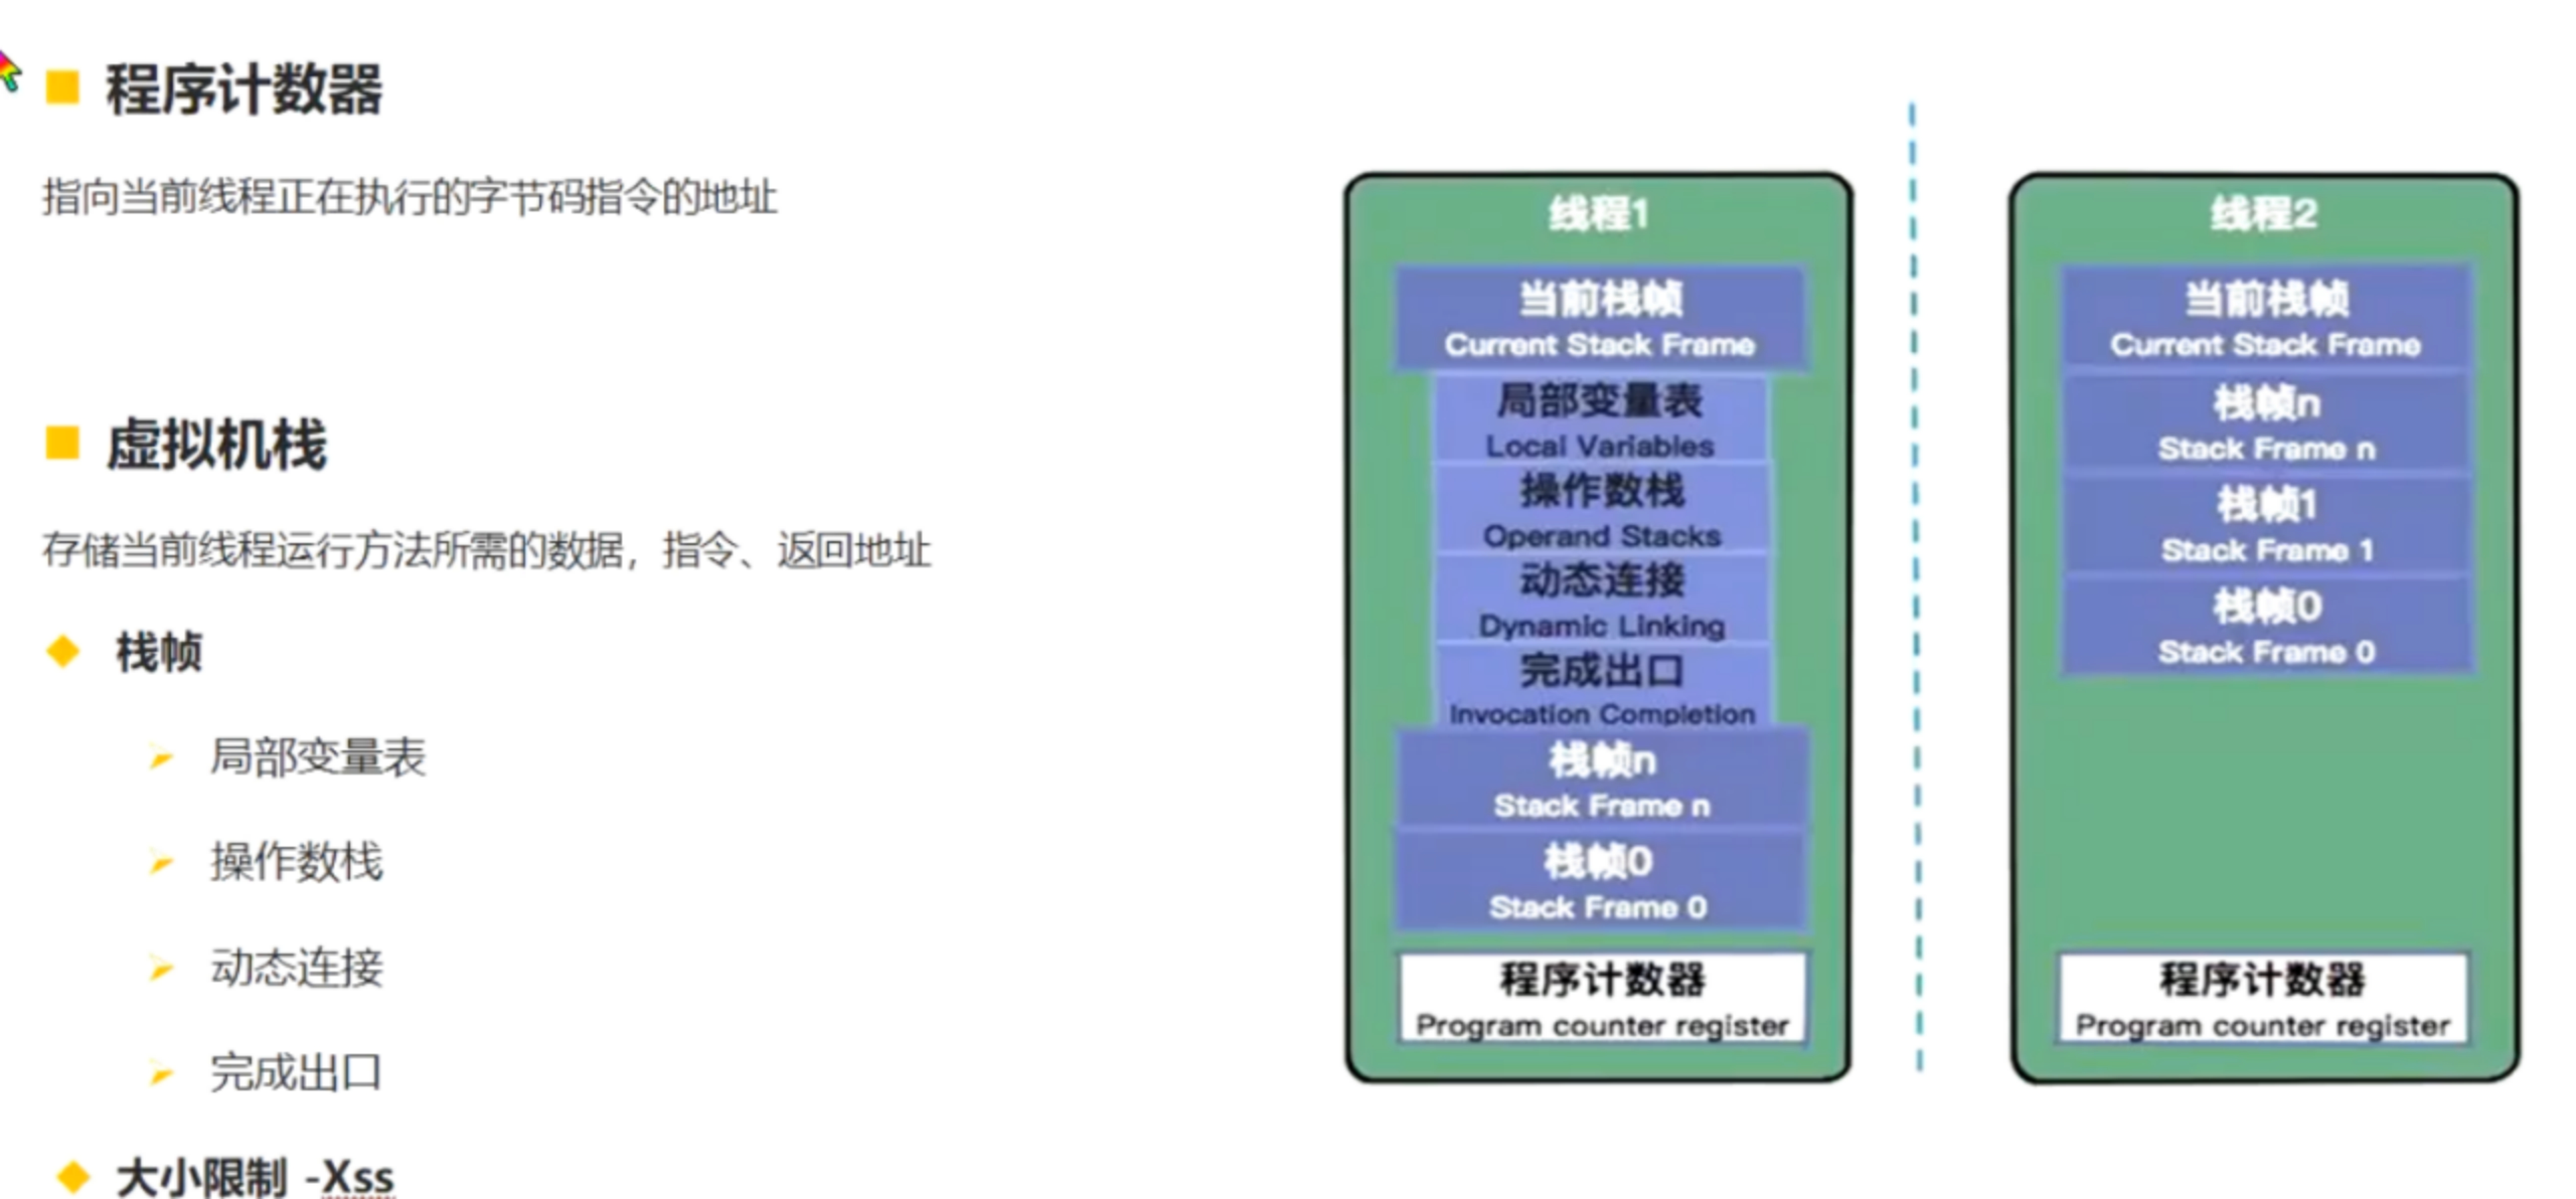 程序计数器
指向当前线程正在执行的字节码指令的地址
虚拟机栈
存储当前线程运行方法所需的数据，指令、返回地址
栈帧
局部变量表
操作数栈
动态连接
完成出口
大小限制 -Xss
线程1
当前栈帧
Current Stack Frame
局部变量表
Local Variables
操作数栈
Operand Stacks
动态连接
Dynamic Linking
完成出口
Invocation Completion
栈帧n
Stack Frame n
栈帧0
Stack Frame 0
程序计数器
Program counter register
线程2
当前栈帧
Current Stack Frame
栈帧n
Stack Frame n
栈帧1
Stack Frame 1
栈帧0
Stack Frame 0
程序计数器
Program counter register